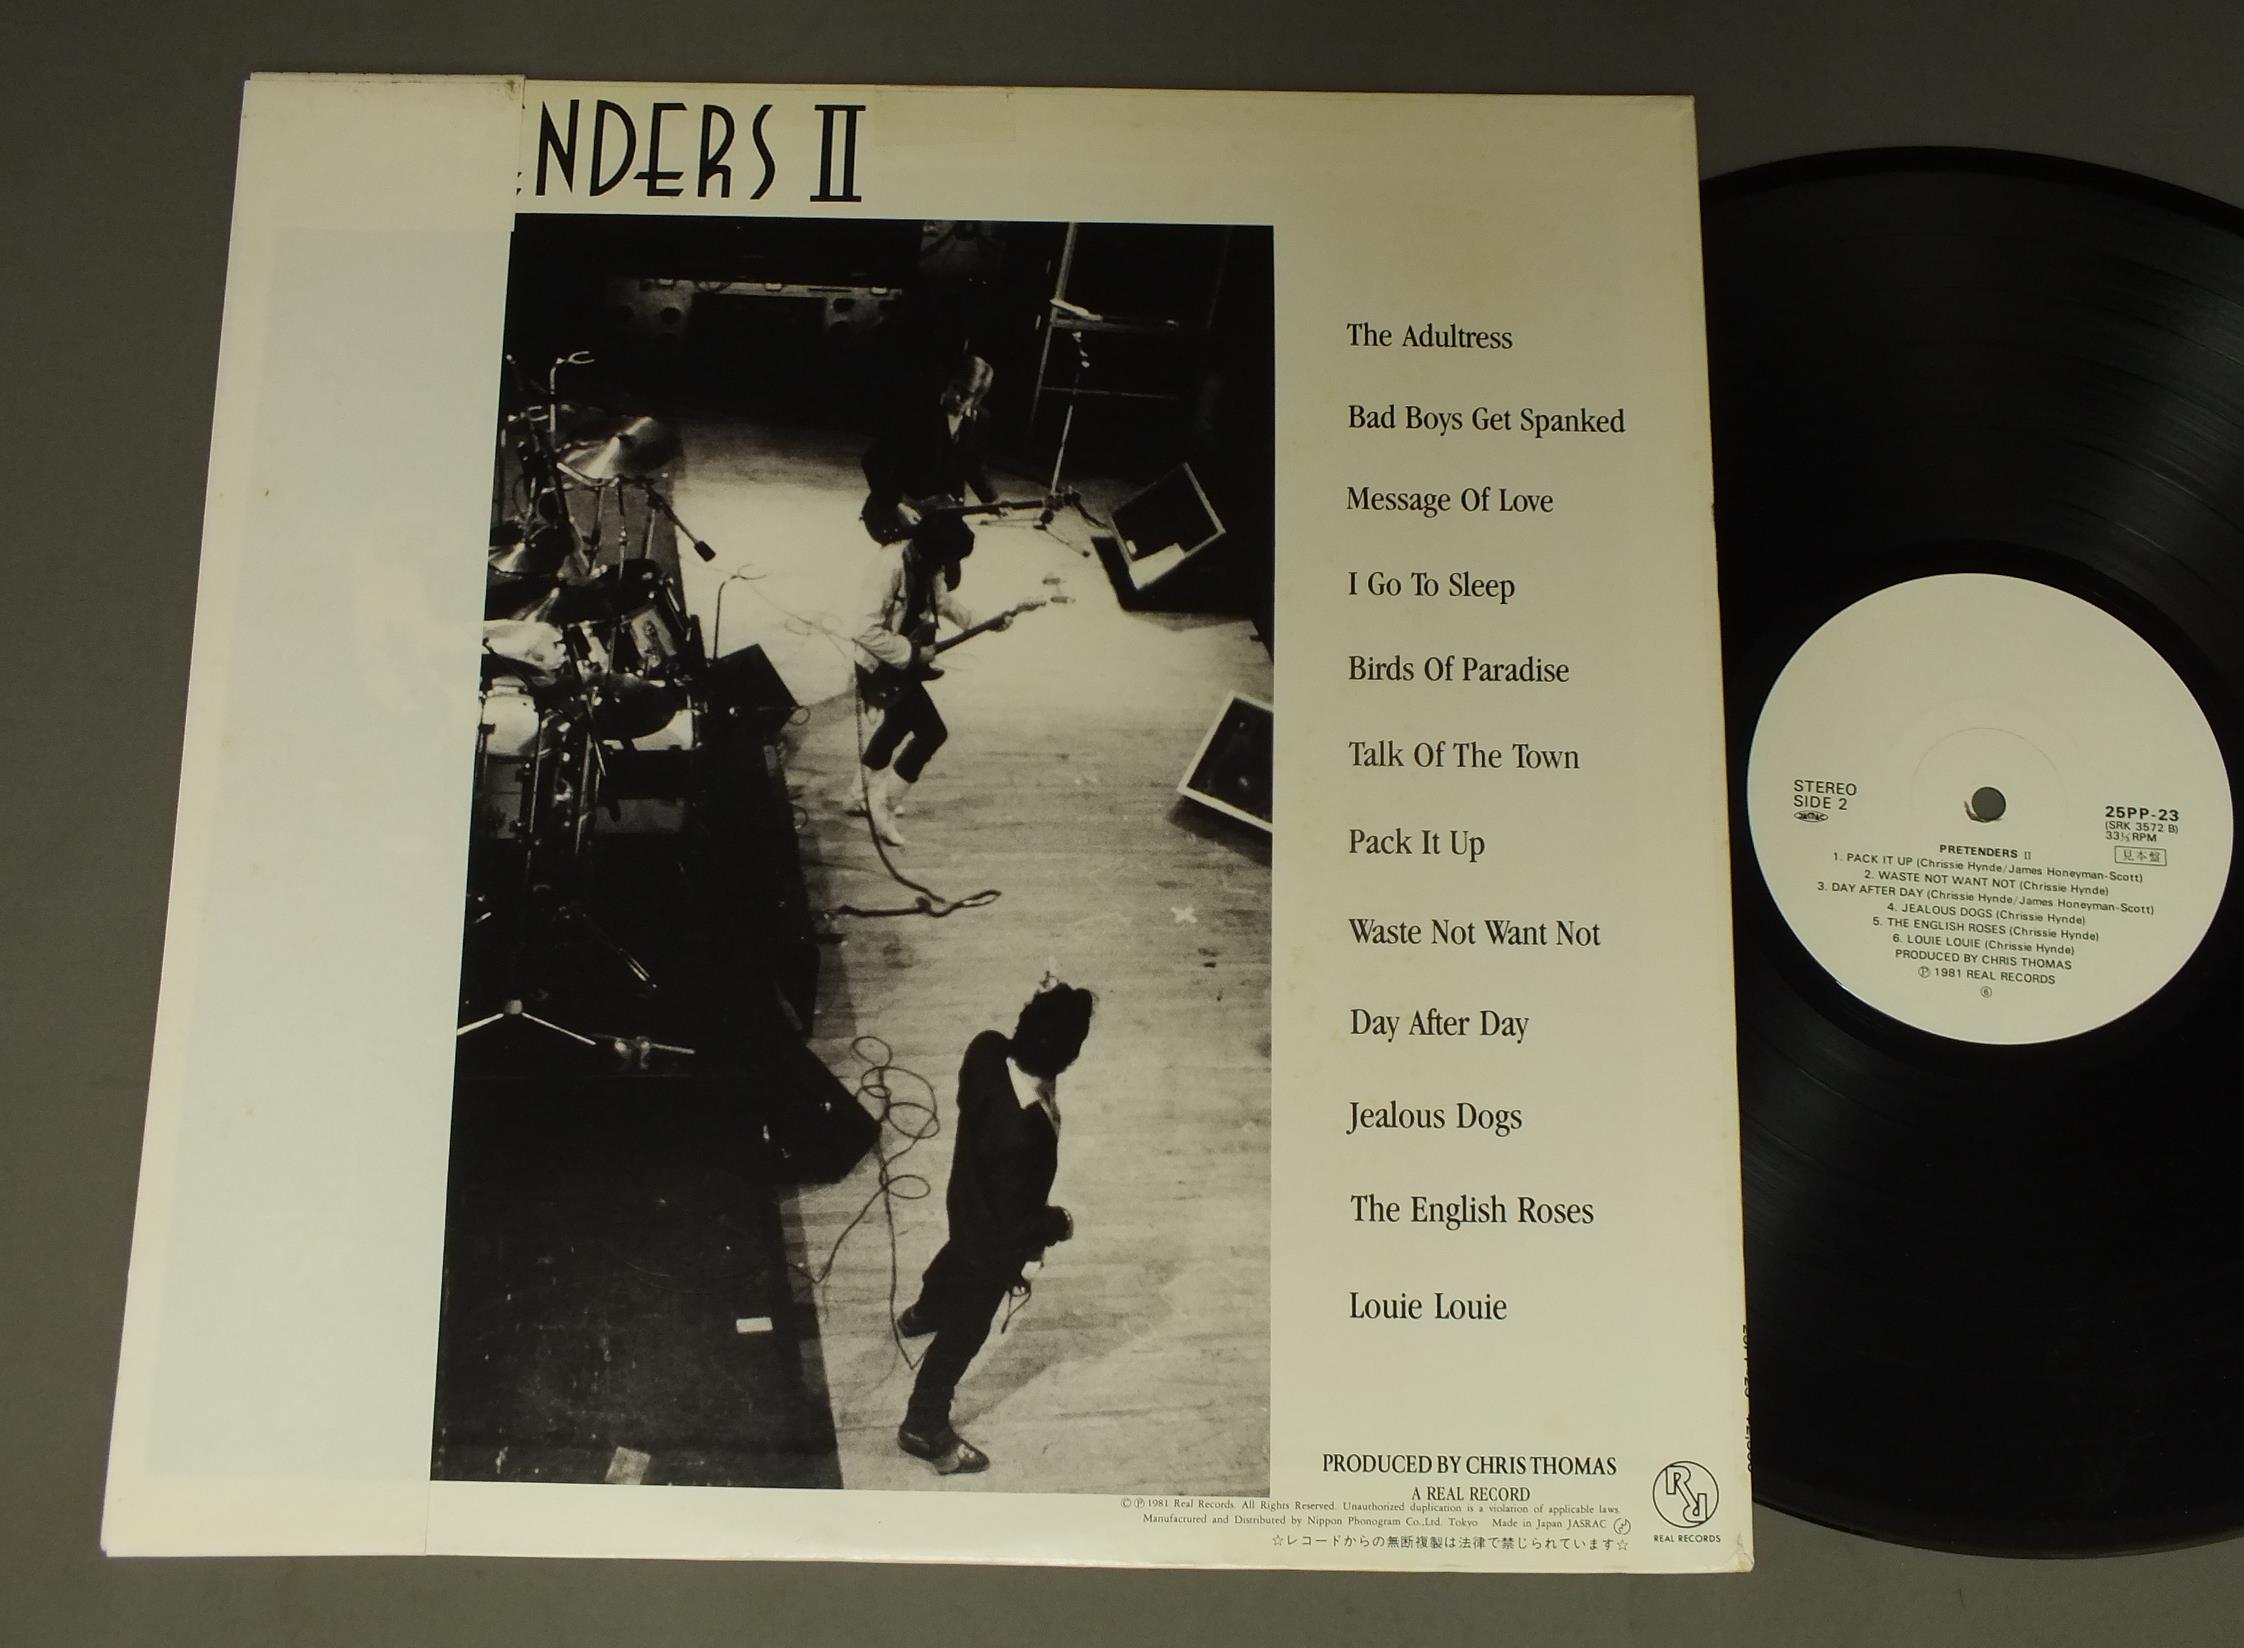 ENDERS II
The Adultress
Bad Boys Get Spanked
Message Of Love
I Go To Sleep
Birds Of Paradise
Talk Of The Town
Pack It Up
Waste Not Want Not
Day After Day
Jealous Dogs
The English Roses
Louie Louie
PRODUCED BY CHRIS THOMAS
A REAL RECORD
© ℗ 1981 Real Records. All Rights Reserved. Unauthorized duplication is a violation of applicable laws.
Manufactured and Distributed by Nippon Phonogram Co.,Ltd. Tokyo Made in Japan JASRAC
☆レコードからの無断複製は法律で禁じられています☆
REAL RECORDS
STEREO
SIDE 2
JASRAC
25PP-23
(SRK 3572 B)
33⅓ RPM
見本盤
PRETENDERS II
1. PACK IT UP (Chrissie Hynde/James Honeyman-Scott)
2. WASTE NOT WANT NOT (Chrissie Hynde)
3. DAY AFTER DAY (Chrissie Hynde/James Honeyman-Scott)
4. JEALOUS DOGS (Chrissie Hynde)
5. THE ENGLISH ROSES (Chrissie Hynde)
6. LOUIE LOUIE (Chrissie Hynde)
PRODUCED BY CHRIS THOMAS
℗ 1981 REAL RECORDS
⑥